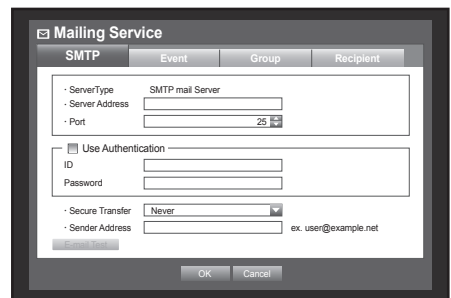 Mailing Service
SMTP Event Group Recipient
· ServerType SMTP mail Server
· Server Address
· Port 25
Use Authentication
ID
Password
· Secure Transfer Never
· Sender Address ex. user@example.net
E-mail Test
OK Cancel